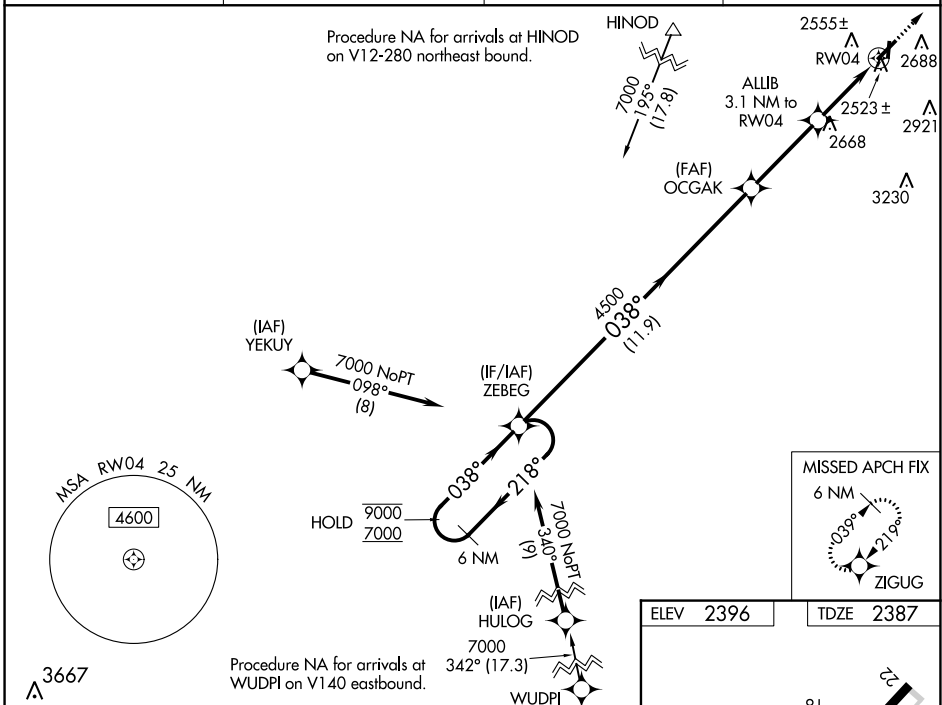 Procedure NA for arrivals at HINOD
on V12-280 northeast bound.
HINOD
7000
195°
(17.8)
2555±
RW04
2688
2523±
ALLIB
3.1 NM to
RW04
2921
2668
(FAF)
OCGAK
3230
4500
038°
(11.9)
(IAF)
YEKUY
7000 NoPT
098°
(8)
(IF/IAF)
ZEBEG
038°
218°
HOLD
9000
7000
6 NM
7000 NoPT
340°
(9)
MSA RW04 25 NM
4600
MISSED APCH FIX
6 NM
039°
219°
ZIGUG
(IAF)
HULOG
7000
342° (17.3)
WUDPI
Procedure NA for arrivals at
WUDPI on V140 eastbound.
3667
ELEV 2396
TDZE 2387
22